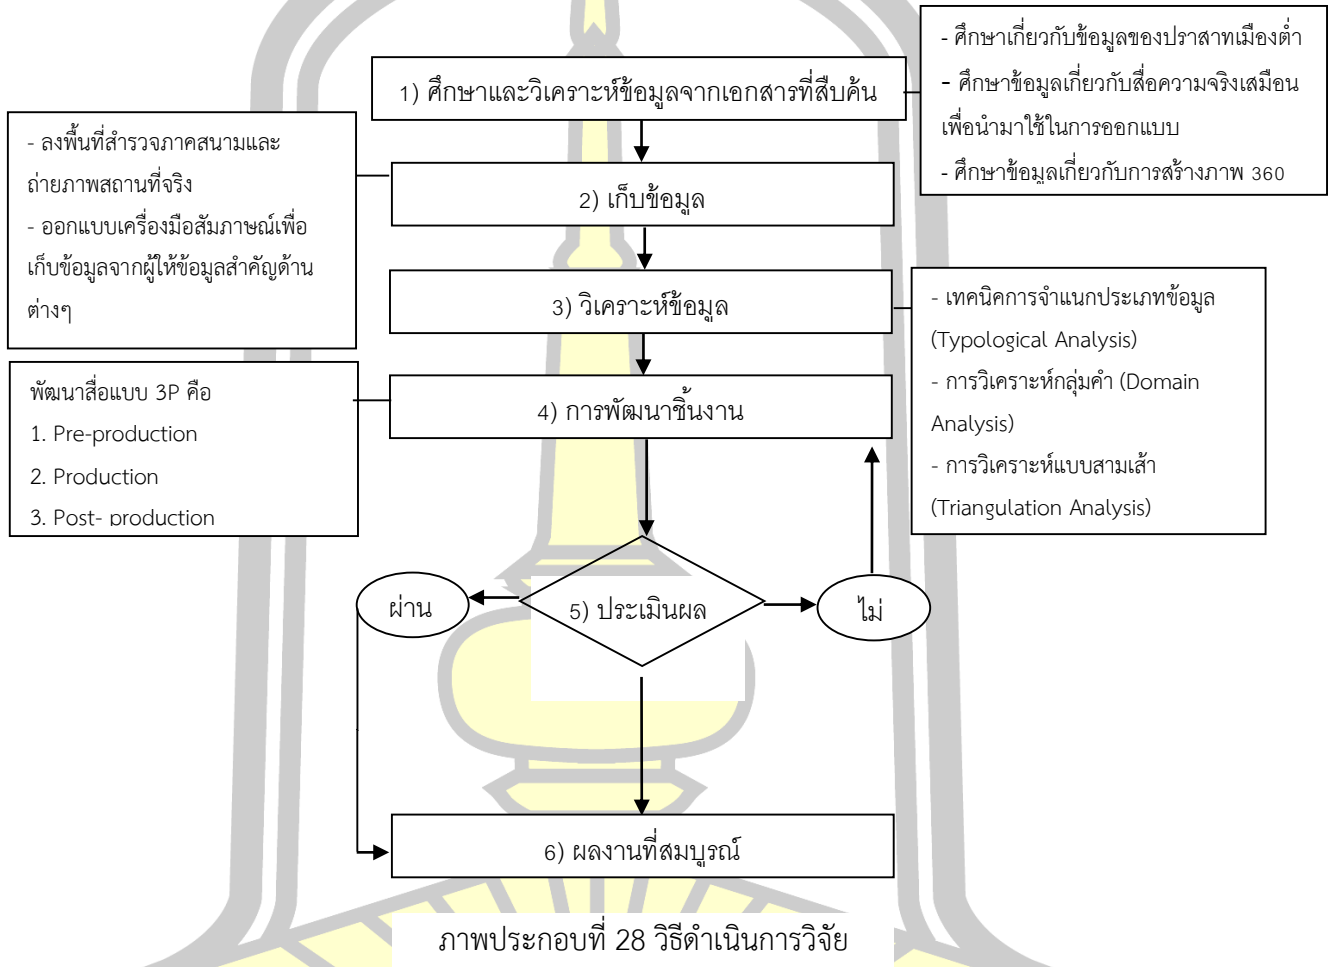 - ศึกษาเกี่ยวกับข้อมูลของปราสาทเมืองต่ำ
- ศึกษาข้อมูลเกี่ยวกับสื่อความจริงเสมือน
เพื่อนำมาใช้ในการออกแบบ
- ศึกษาข้อมูลเกี่ยวกับการสร้างภาพ 360
1) ศึกษาและวิเคราะห์ข้อมูลจากเอกสารที่สืบค้น
- ลงพื้นที่สำรวจภาคสนามและ
ถ่ายภาพสถานที่จริง
- ออกแบบเครื่องมือสัมภาษณ์เพื่อ
เก็บข้อมูลจากผู้ให้ข้อมูลสำคัญด้าน
ต่างๆ
2) เก็บข้อมูล
3) วิเคราะห์ข้อมูล
- เทคนิคการจำแนกประเภทข้อมูล
(Typological Analysis)
- การวิเคราะห์กลุ่มคำ (Domain
Analysis)
- การวิเคราะห์แบบสามเส้า
(Triangulation Analysis)
พัฒนาสื่อแบบ 3P คือ
1. Pre-production
2. Production
3. Post- production
4) การพัฒนาชิ้นงาน
ผ่าน
5) ประเมินผล
ไม่
6) ผลงานที่สมบูรณ์
ภาพประกอบที่ 28 วิธีดำเนินการวิจัย